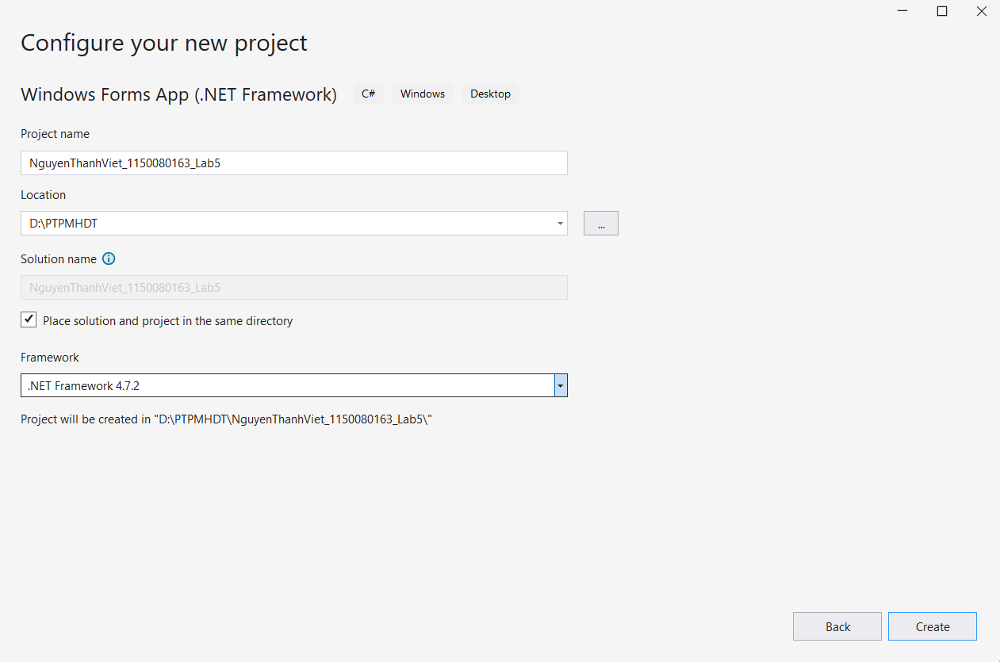 Configure your new project
Windows Forms App (.NET Framework) C# Windows Desktop
Project name
NguyenThanhViet_1150080163_Lab5
Location
D:\PTPMHDT
...
Solution name
NguyenThanhViet_1150080163_Lab5
Place solution and project in the same directory
Framework
.NET Framework 4.7.2
Project will be created in "D:\PTPMHDT\NguyenThanhViet_1150080163_Lab5\"
Back Create